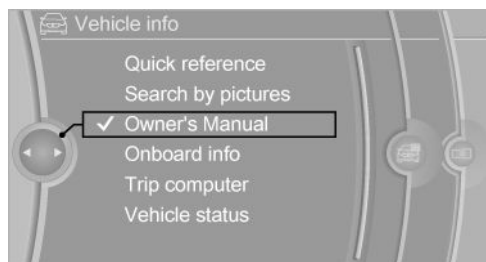 Vehicle info
Quick reference
Search by pictures
✓ Owner's Manual
Onboard info
Trip computer
Vehicle status